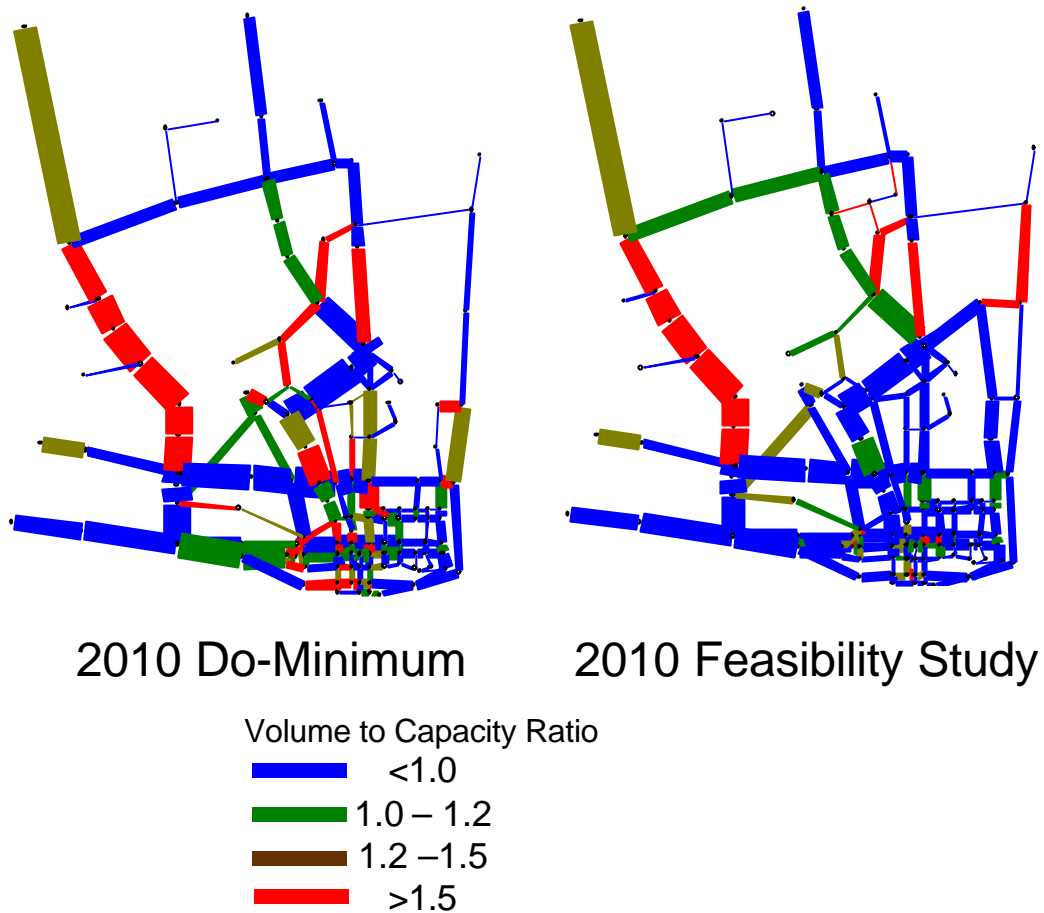 2010 Do-Minimum
2010 Feasibility Study
Volume to Capacity Ratio
<1.0
1.0 – 1.2
1.2 –1.5
>1.5